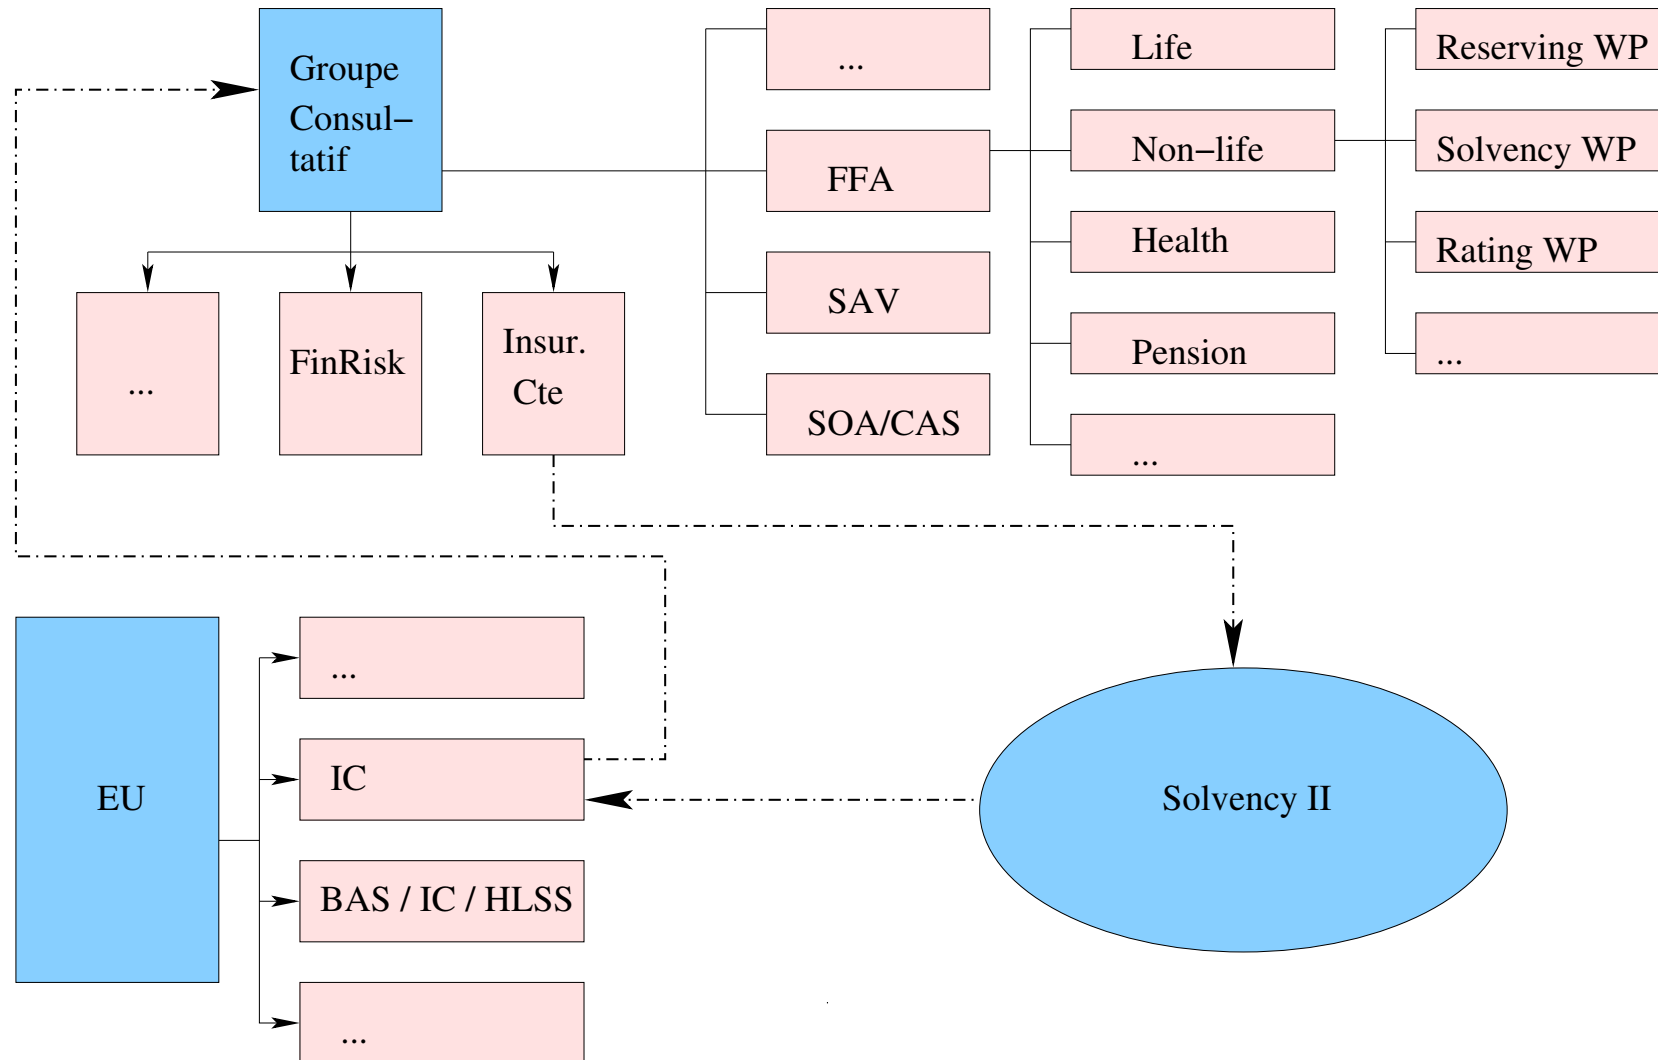 Groupe
Consul–
tatif
...
FinRisk
Insur.
Cte
...
FFA
SAV
SOA/CAS
Life
Non–life
Health
Pension
...
Reserving WP
Solvency WP
Rating WP
...
EU
...
IC
BAS / IC / HLSS
...
Solvency II